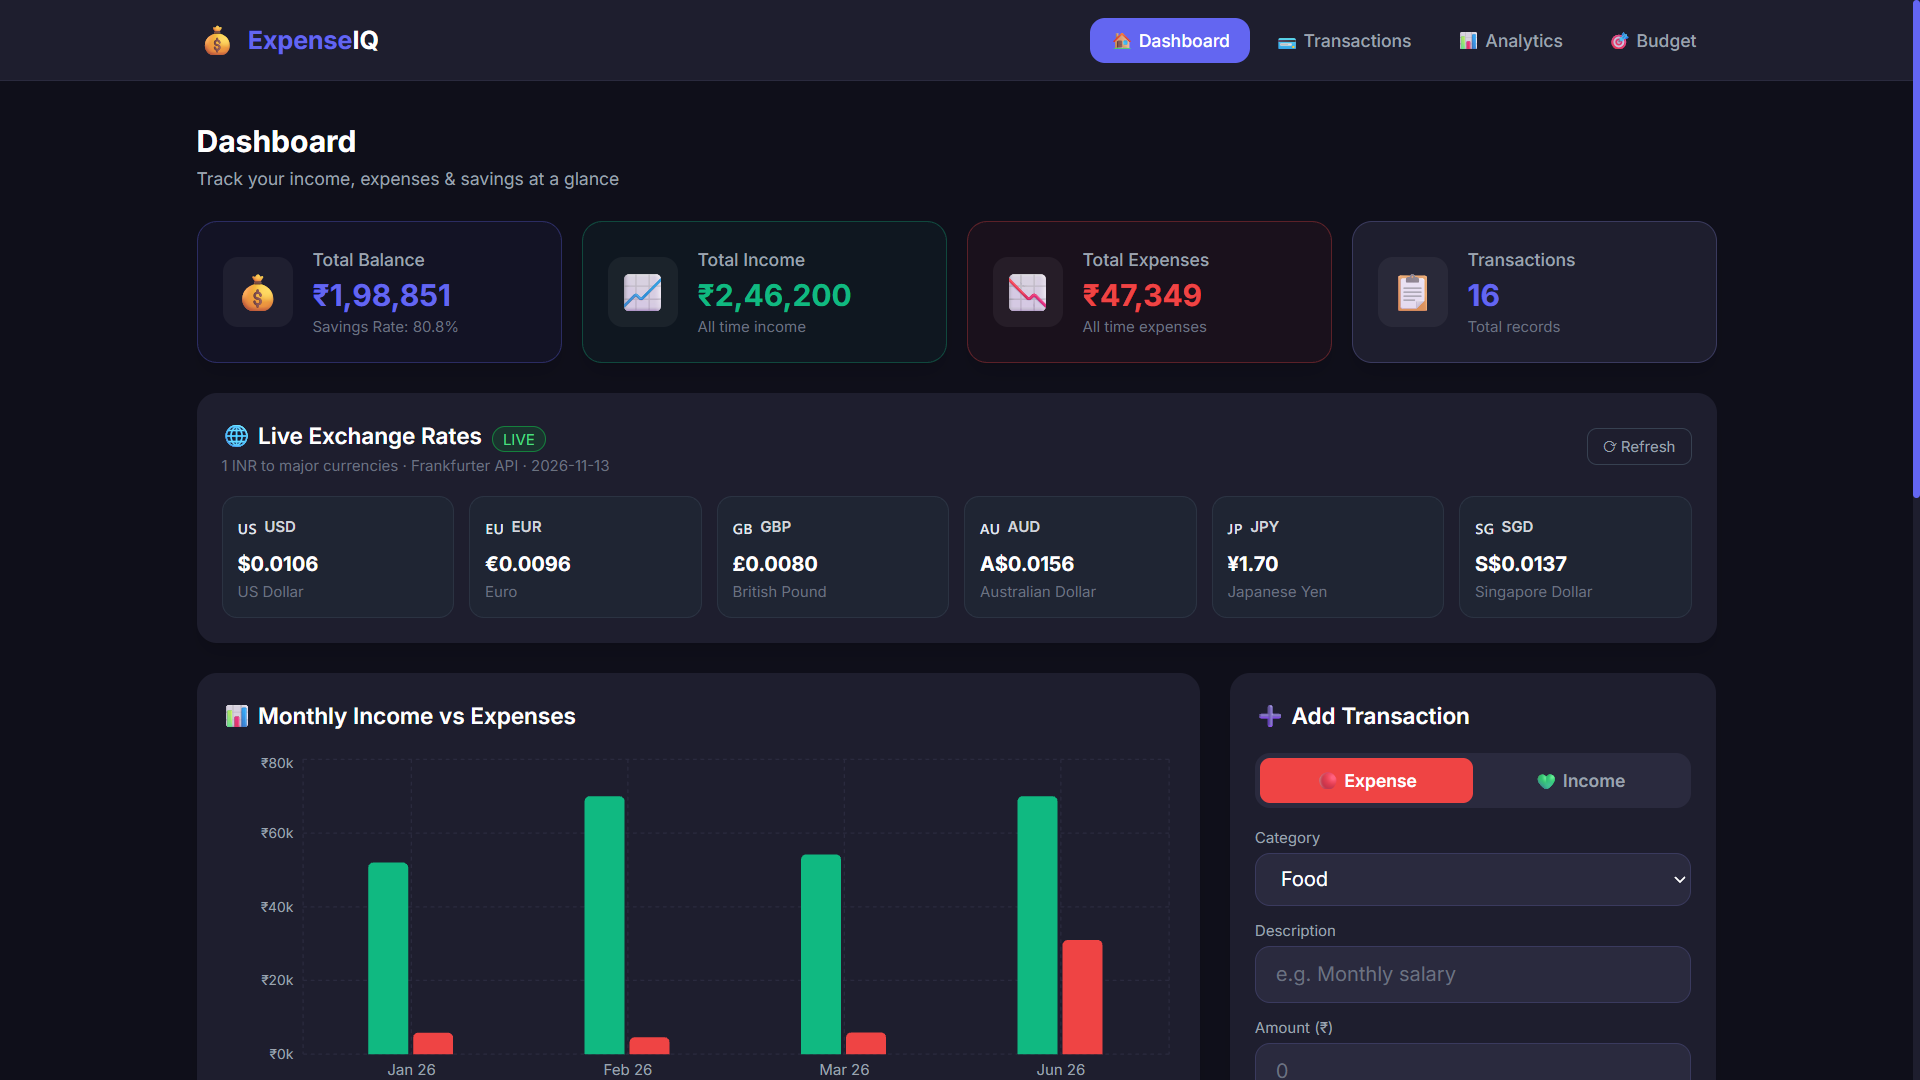 ExpenseIQ
Dashboard
Transactions
Analytics
Budget
Dashboard
Track your income, expenses & savings at a glance
Total Balance
₹1,98,851
Savings Rate: 80.8%
Total Income
₹2,46,200
All time income
Total Expenses
₹47,349
All time expenses
Transactions
16
Total records
Live Exchange Rates LIVE
1 INR to major currencies · Frankfurter API · 2026-11-13
Refresh
US USD
$0.0106
US Dollar
EU EUR
€0.0096
Euro
GB GBP
£0.0080
British Pound
AU AUD
A$0.0156
Australian Dollar
JP JPY
¥1.70
Japanese Yen
SG SGD
S$0.0137
Singapore Dollar
Monthly Income vs Expenses
₹80k
₹60k
₹40k
₹20k
₹0k
Jan 26
Feb 26
Mar 26
Jun 26
Add Transaction
Expense
Income
Category
Food
Description
e.g. Monthly salary
Amount (₹)
0